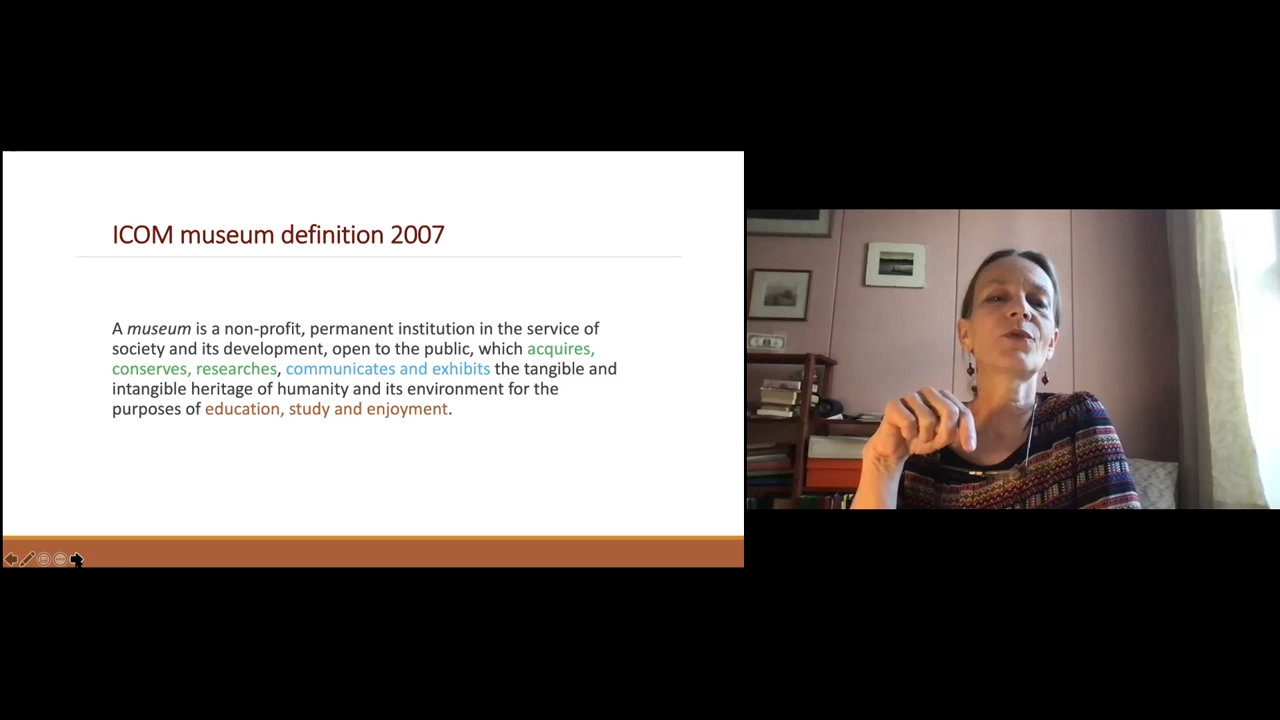 ICOM museum definition 2007
A museum is a non-profit, permanent institution in the service of
society and its development, open to the public, which acquires,
conserves, researches, communicates and exhibits the tangible and
intangible heritage of humanity and its environment for the
purposes of education, study and enjoyment.